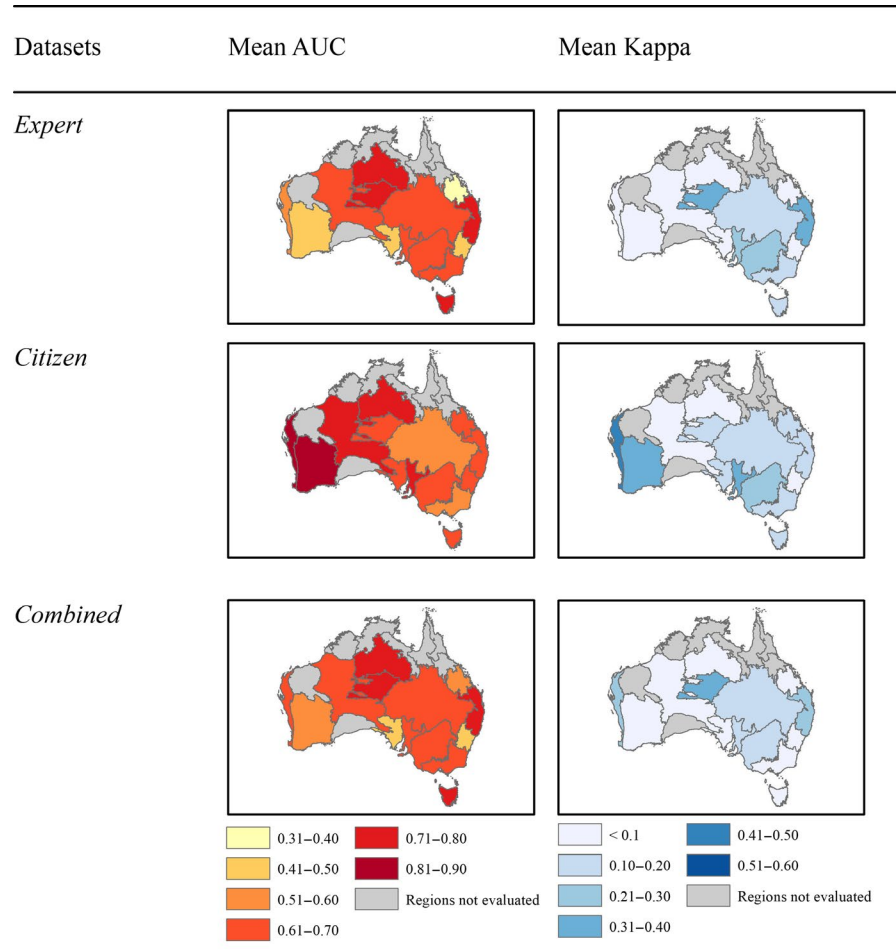 Datasets Mean AUC Mean Kappa
Expert
Citizen
Combined
0.31–0.40 0.71–0.80
0.41–0.50 0.81–0.90
0.51–0.60 Regions not evaluated
0.61–0.70
< 0.1 0.41–0.50
0.10–0.20 0.51–0.60
0.21–0.30 Regions not evaluated
0.31–0.40